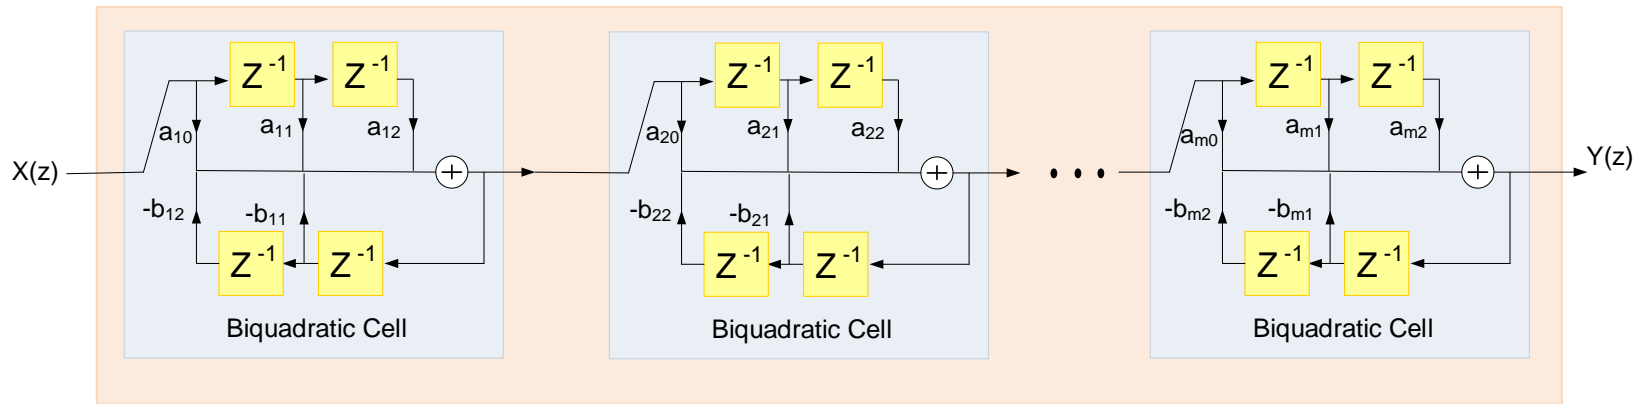 Z⁻¹ Z⁻¹ Z⁻¹ Z⁻¹ Z⁻¹ Z⁻¹
a₁₀ a₁₁ a₁₂ a₂₀ a₂₁ a₂₂ aₘ₀ aₘ₁ aₘ₂
X(z) + + • • • + Y(z)
-b₁₂ -b₁₁ -b₂₂ -b₂₁ -bₘ₂ -bₘ₁
Z⁻¹ Z⁻¹ Z⁻¹ Z⁻¹ Z⁻¹ Z⁻¹
Biquadratic Cell Biquadratic Cell Biquadratic Cell